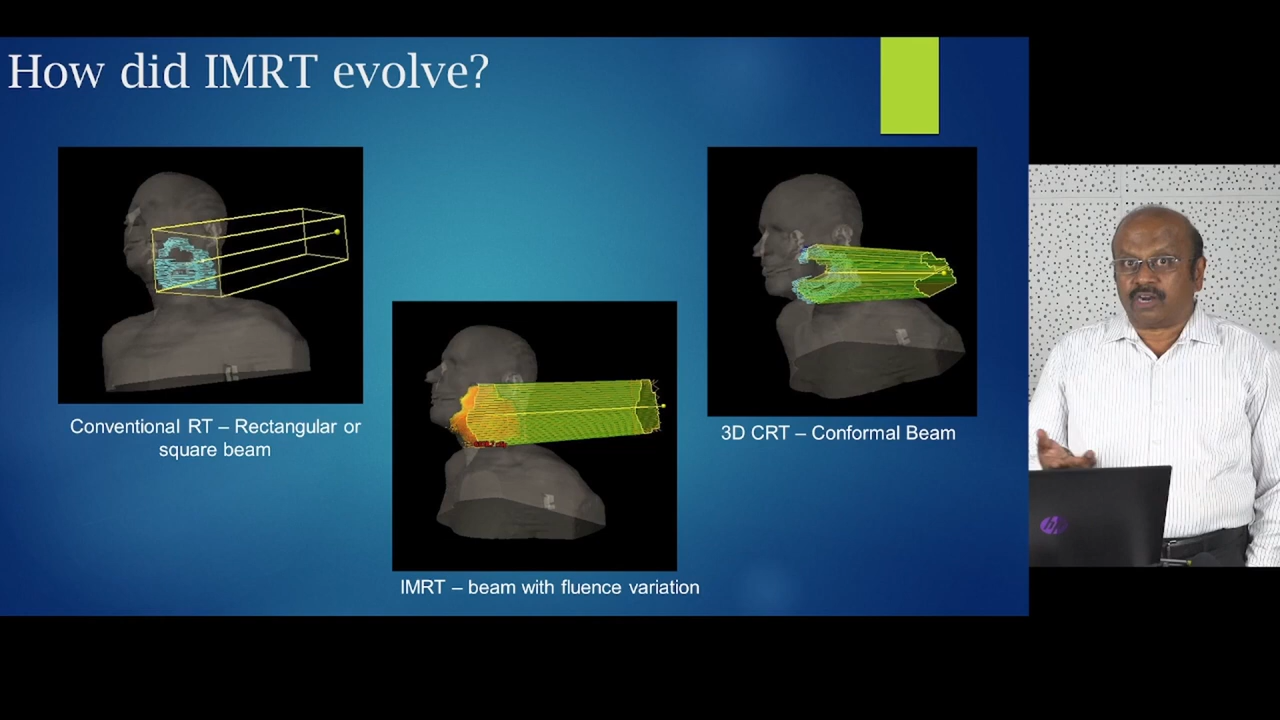 How did IMRT evolve?
Conventional RT – Rectangular or
square beam
IMRT – beam with fluence variation
3D CRT – Conformal Beam
hp